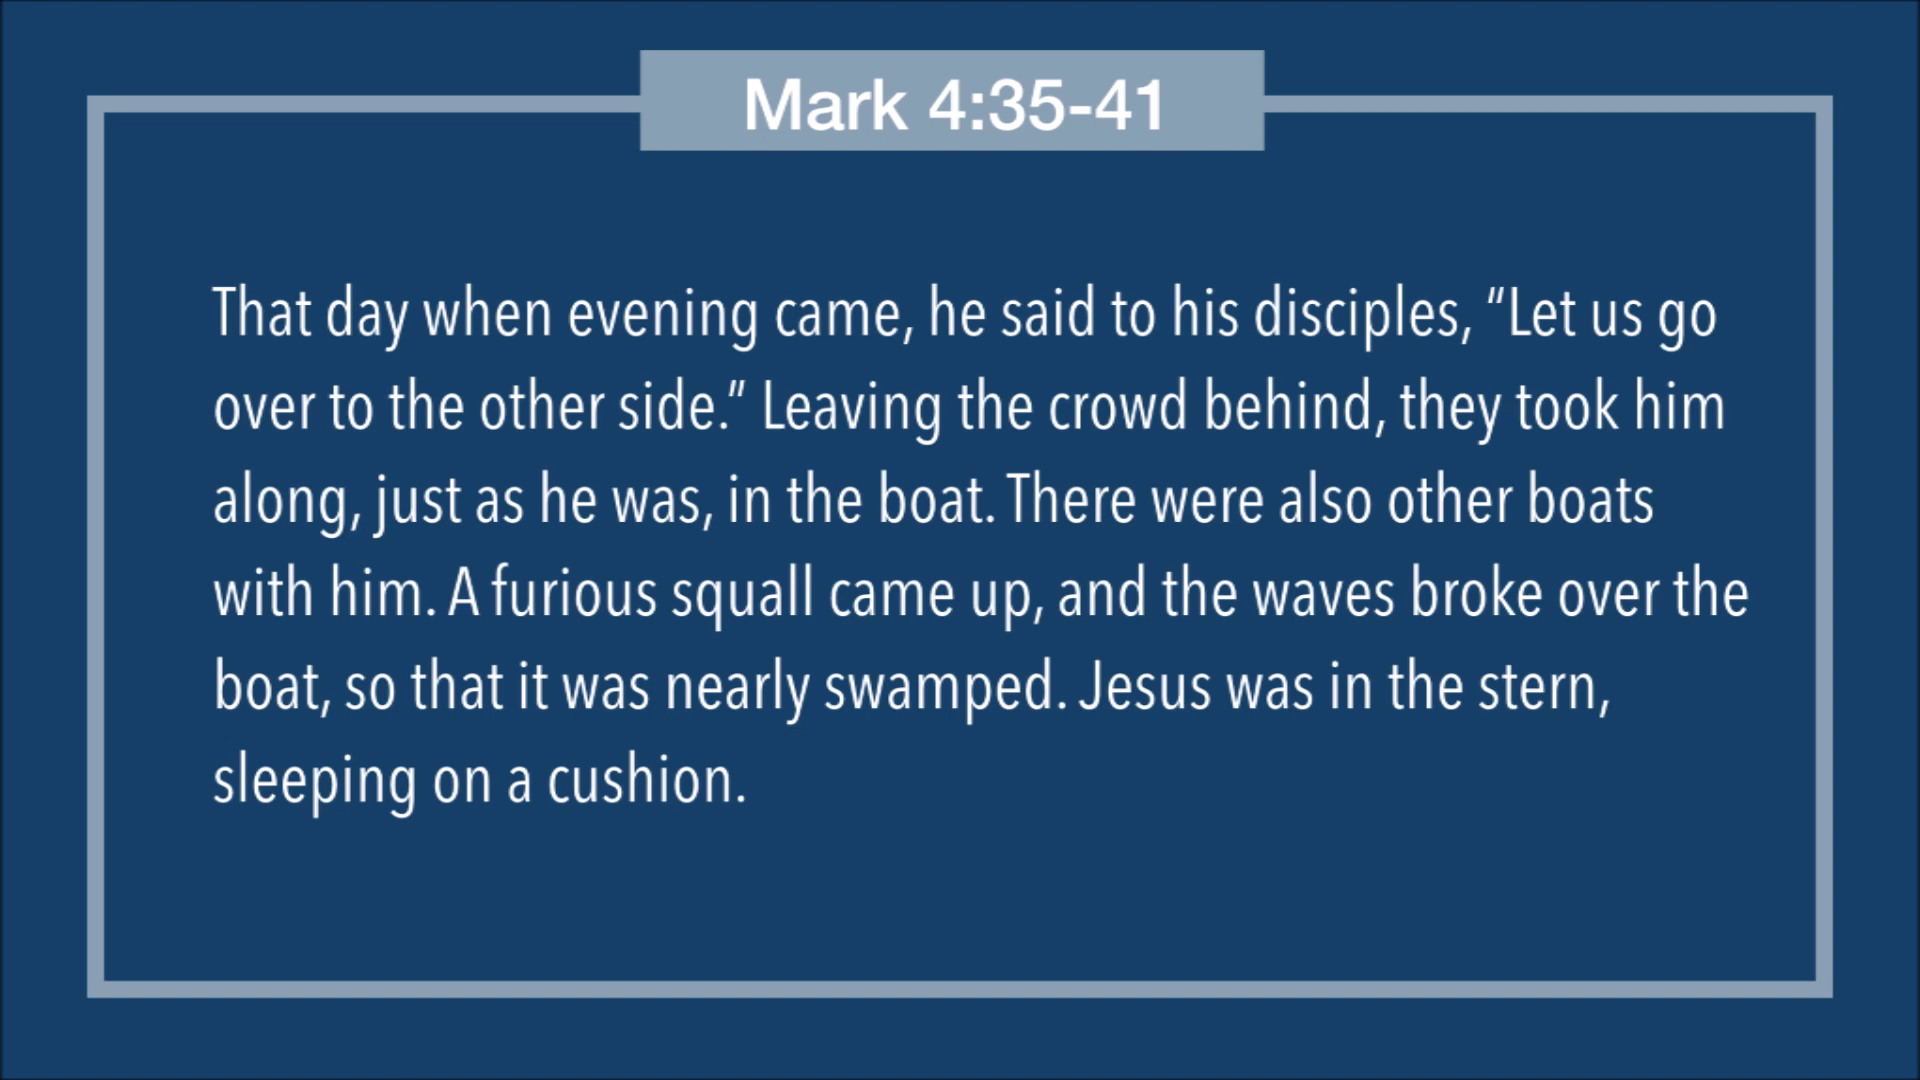 Mark 4:35-41
That day when evening came, he said to his disciples, “Let us go
over to the other side.” Leaving the crowd behind, they took him
along, just as he was, in the boat. There were also other boats
with him. A furious squall came up, and the waves broke over the
boat, so that it was nearly swamped. Jesus was in the stern,
sleeping on a cushion.